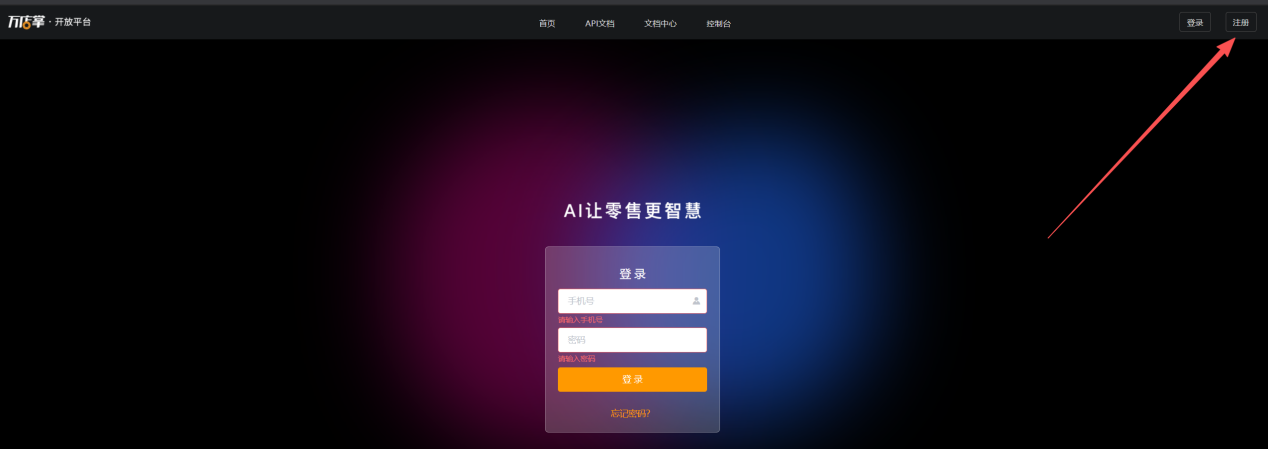 万店掌 · 开放平台
首页 API文档 文档中心 控制台
登录 注册
AI让零售更智慧
登录
手机号
请输入手机号
密码
请输入密码
登录
忘记密码?